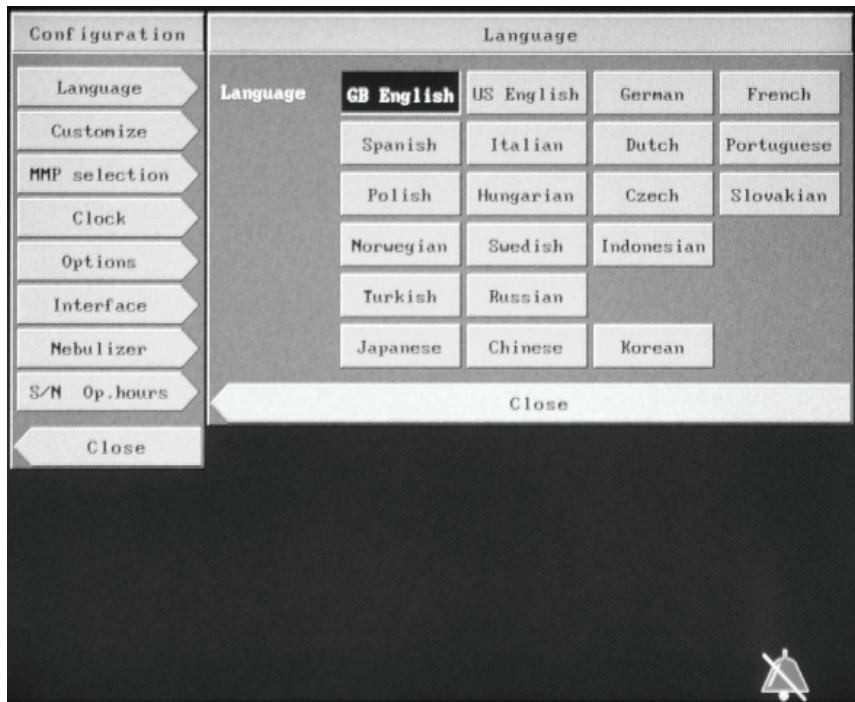 Configuration
Language
Customize
MMP selection
Clock
Options
Interface
Nebulizer
S/N Op.hours
Close
Language
Language
GB English US English German French
Spanish Italian Dutch Portuguese
Polish Hungarian Czech Slovakian
Norwegian Swedish Indonesian
Turkish Russian
Japanese Chinese Korean
Close